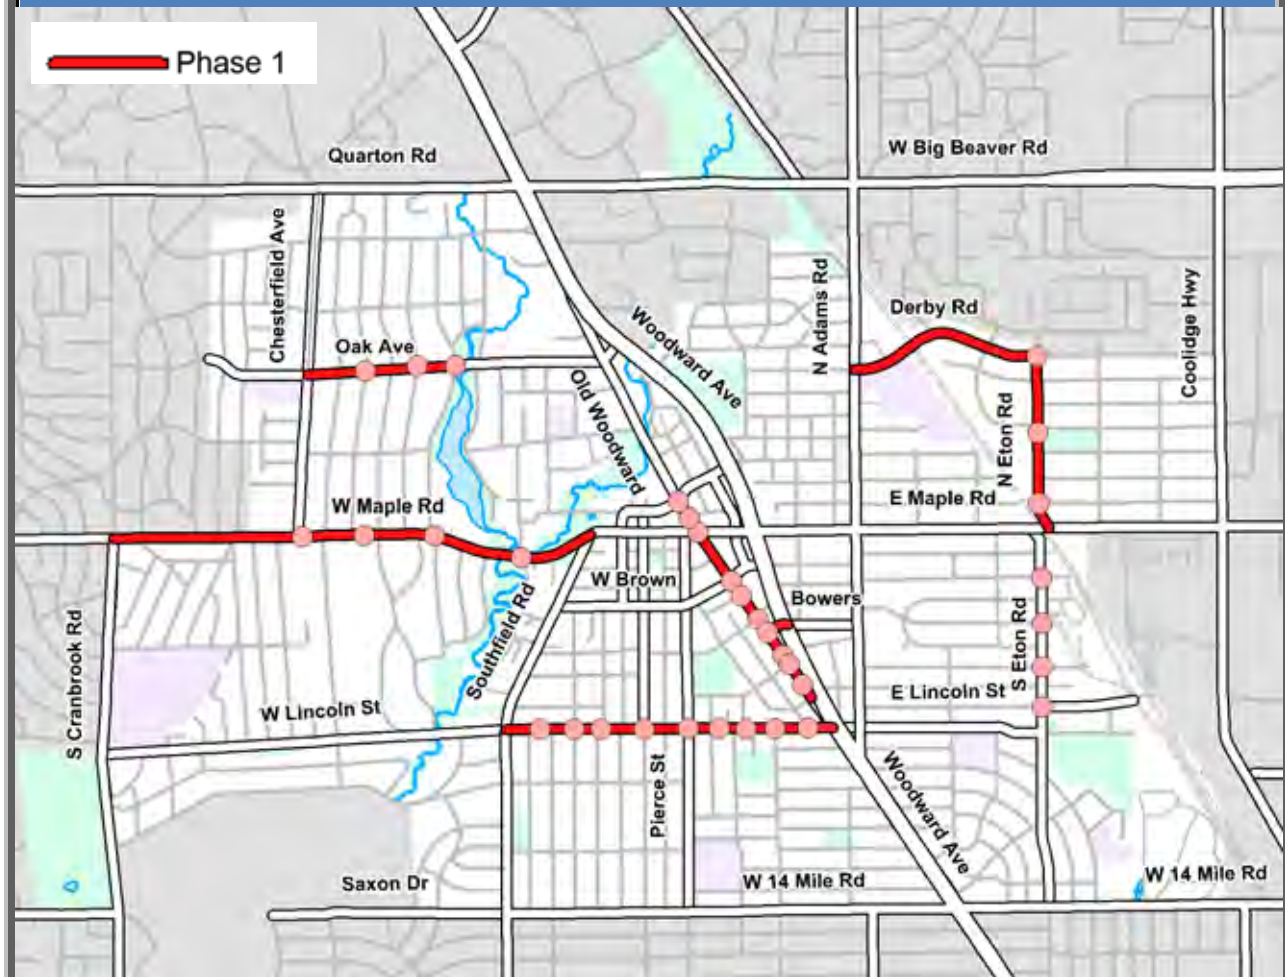 Phase 1
Quarton Rd
W Big Beaver Rd
Chesterfield Ave
N Adams Rd
Coolidge Hwy
Derby Rd
Woodward Ave
Oak Ave
Old Woodward
N Eton Rd
W Maple Rd
E Maple Rd
W Brown
Bowers
S Cranbrook Rd
Southfield Rd
S Eton Rd
E Lincoln St
W Lincoln St
Pierce St
Woodward Ave
Saxon Dr
W 14 Mile Rd
W 14 Mile Rd